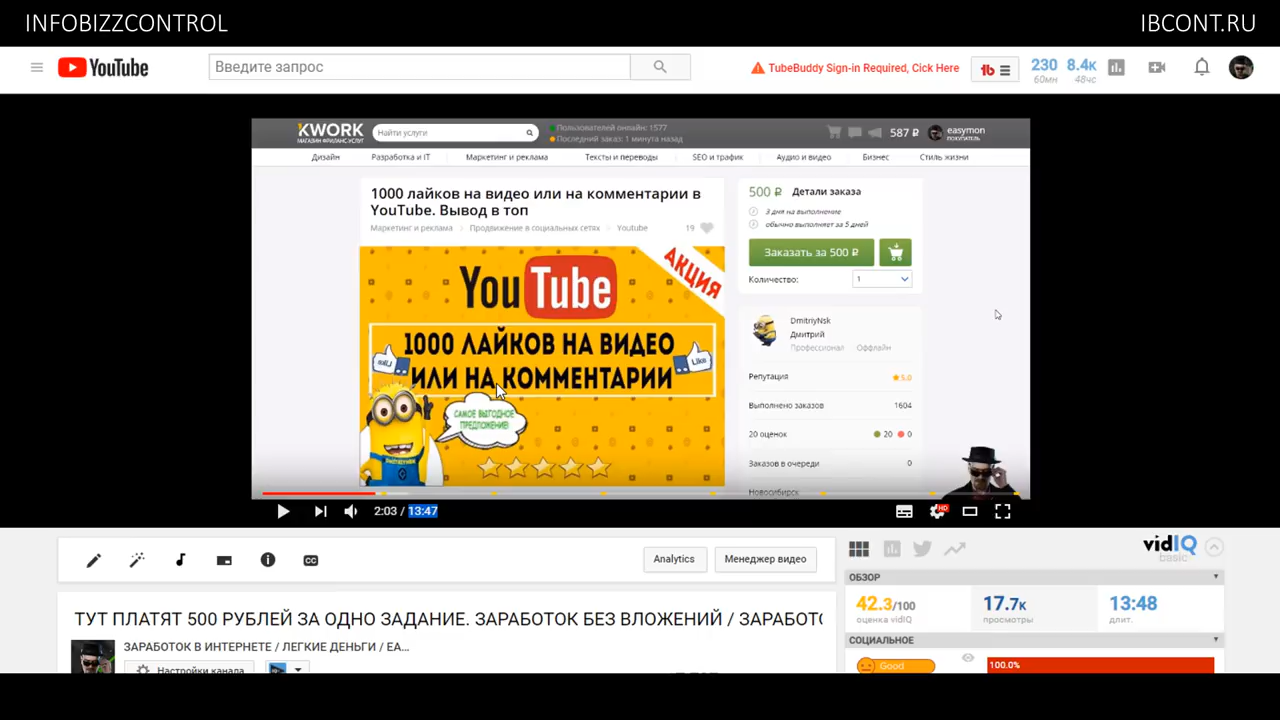 INFOBIZZCONTROL
IBCONT.RU
YouTube
Введите запрос
TubeBuddy Sign-in Required, Cick Here
tb
230
60мн
8.4к
48чс
KWORK
МАГАЗИН ФРИЛАНС-УСЛУГ
Найти услуги
Пользователей онлайн: 1577
Последний заказ: 1 минута назад
587 ₽
easymon
ПОКУПАТЕЛЬ
Дизайн
Разработка и IT
Маркетинг и реклама
Тексты и переводы
SEO и трафик
Аудио и видео
Бизнес
Стиль жизни
1000 лайков на видео или на комментарии в
YouTube. Вывод в топ
Маркетинг и реклама
Продвижение в социальных сетях
Youtube
19
YouTube
АКЦИЯ
1000 ЛАЙКОВ НА ВИДЕО
ИЛИ НА КОММЕНТАРИИ
Like
САМОЕ ВЫГОДНОЕ
ПРЕДЛОЖЕНИЕ!
500 ₽ Детали заказа
3 дня на выполнение
обычно выполняет за 5 дней
Заказать за 500 ₽
Количество:
1
DmitriyNsk
Дмитрий
Профессионал
Оффлайн
Репутация
5.0
Выполнено заказов
1604
20 оценок
20
0
Заказов в очереди
0
Новосибирск
2:03 / 13:47
HD
CC
Analytics
Менеджер видео
ТУТ ПЛАТЯТ 500 РУБЛЕЙ ЗА ОДНО ЗАДАНИЕ. ЗАРАБОТОК БЕЗ ВЛОЖЕНИЙ / ЗАРАБОТО
ЗАРАБОТОК В ИНТЕРНЕТЕ / ЛЕГКИЕ ДЕНЬГИ / EA...
Настройки канала
vidIQ
basic
ОБЗОР
42.3/100
оценка vidIQ
17.7к
просмотры
13:48
длит.
СОЦИАЛЬНОЕ
Good
100.0%